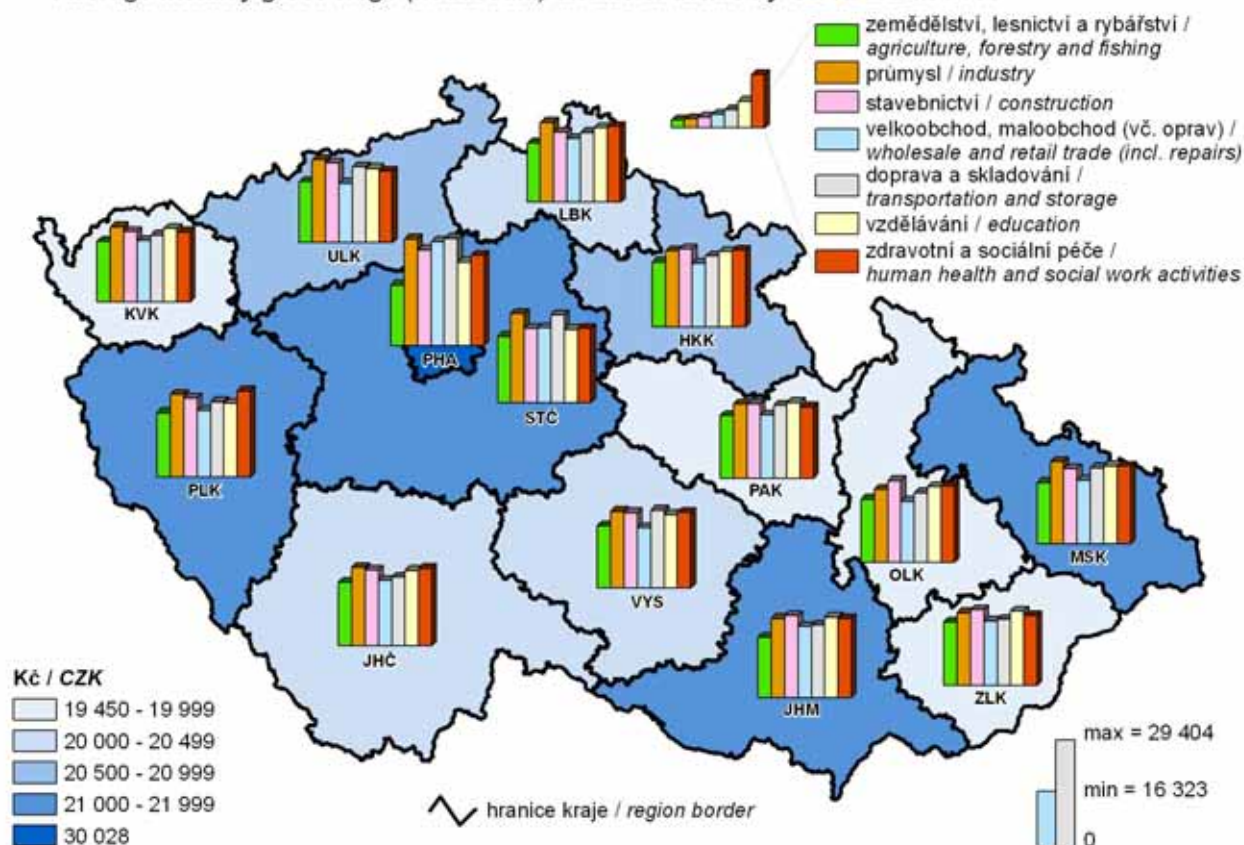 zemědělství, lesnictví a rybářství /
agriculture, forestry and fishing
průmysl / industry
stavebnictví / construction
velkoobchod, maloobchod (vč. oprav) /
wholesale and retail trade (incl. repairs)
doprava a skladování /
transportation and storage
vzdělávání / education
zdravotní a sociální péče /
human health and social work activities
LBK
ULK
KVK
HKK
PHA
STČ
PLK
PAK
MSK
OLK
VYS
JHČ
ZLK
JHM
Kč / CZK
19 450 - 19 999
20 000 - 20 499
20 500 - 20 999
21 000 - 21 999
30 028
hranice kraje / region border
max = 29 404
min = 16 323
0